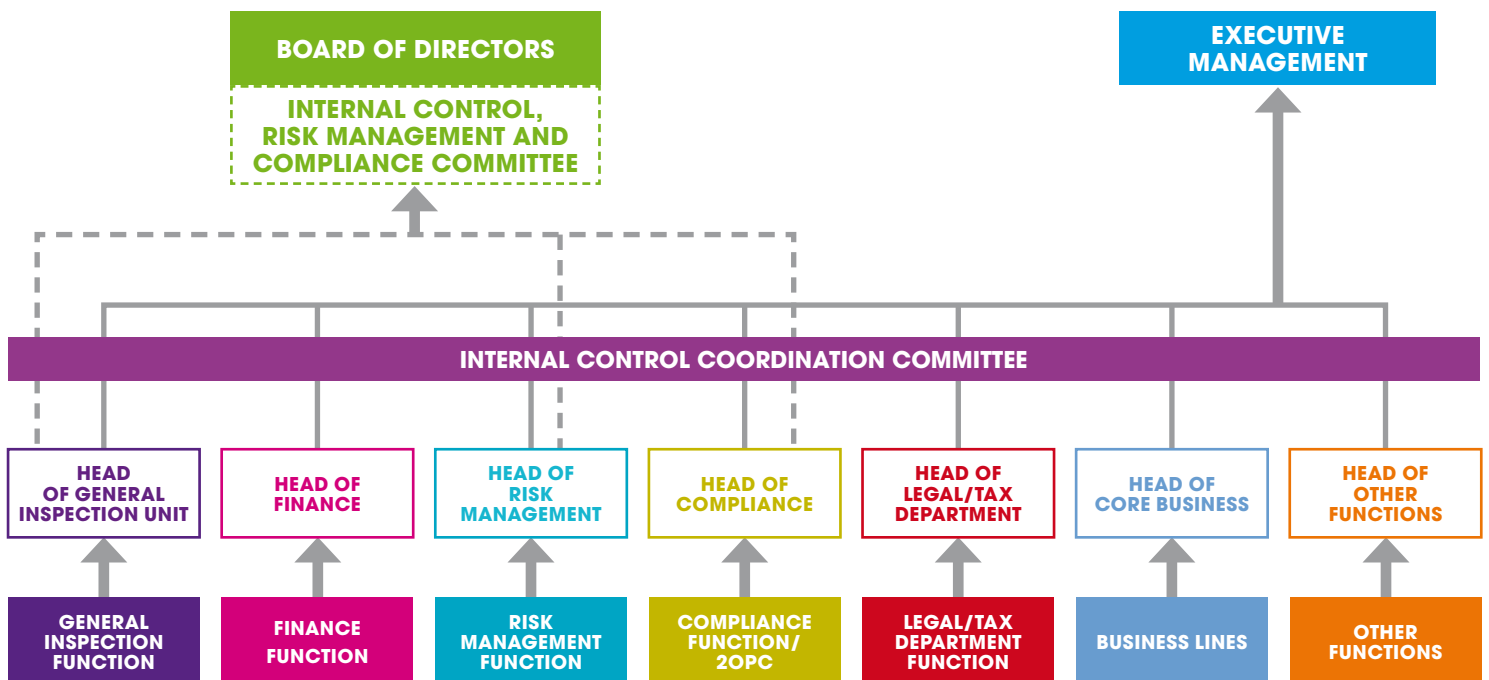 BOARD OF DIRECTORS
INTERNAL CONTROL,
RISK MANAGEMENT AND
COMPLIANCE COMMITTEE
EXECUTIVE
MANAGEMENT
INTERNAL CONTROL COORDINATION COMMITTEE
HEAD
OF GENERAL
INSPECTION UNIT
HEAD OF
FINANCE
HEAD OF
RISK
MANAGEMENT
HEAD OF
COMPLIANCE
HEAD OF
LEGAL/TAX
DEPARTMENT
HEAD OF
CORE BUSINESS
HEAD OF
OTHER
FUNCTIONS
GENERAL
INSPECTION
FUNCTION
FINANCE
FUNCTION
RISK
MANAGEMENT
FUNCTION
COMPLIANCE
FUNCTION/
2OPC
LEGAL/TAX
DEPARTMENT
FUNCTION
BUSINESS LINES
OTHER
FUNCTIONS